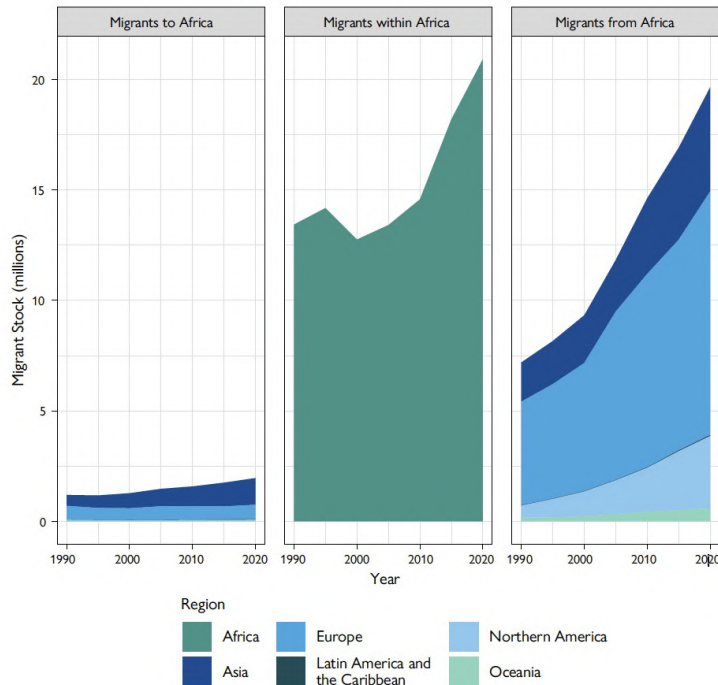 Migrants to Africa
Migrants within Africa
Migrants from Africa
Migrant Stock (millions)
20
15
10
5
0
1990 2000 2010 2020
1990 2000 2010 2020
1990 2000 2010 2020
Year
Region
Africa
Europe
Northern America
Asia
Latin America and
the Caribbean
Oceania